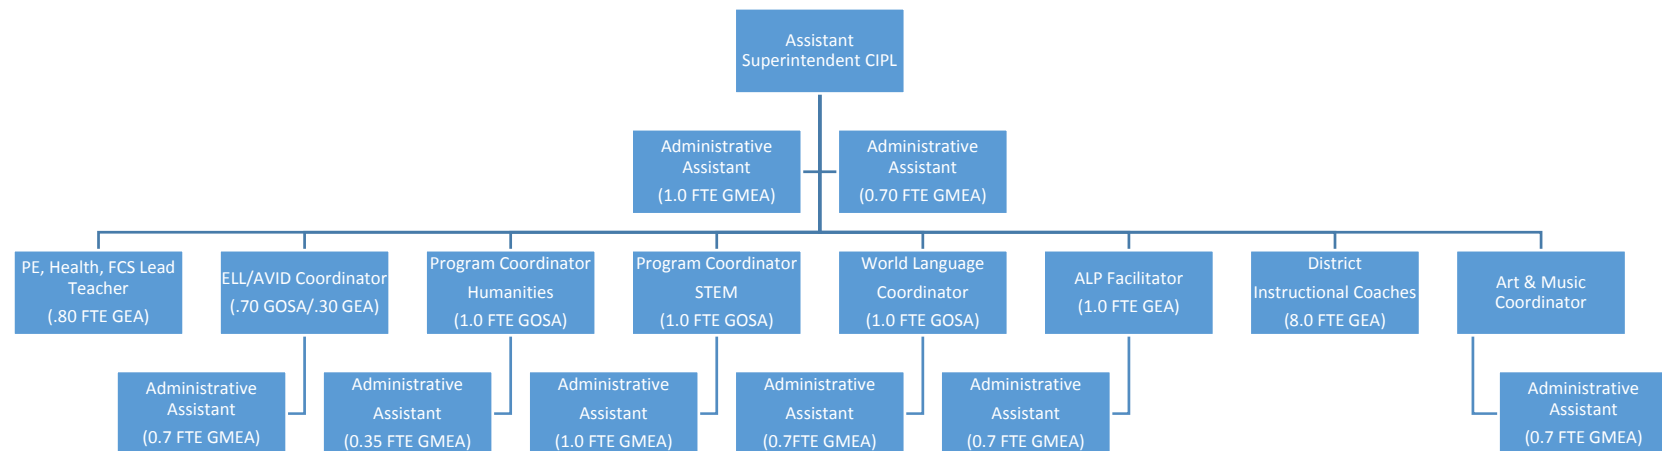 Assistant
Superintendent CIPL
Administrative
Assistant
(1.0 FTE GMEA)
Administrative
Assistant
(0.70 FTE GMEA)
PE, Health, FCS Lead
Teacher
(.80 FTE GEA)
ELL/AVID Coordinator
(.70 GOSA/.30 GEA)
Program Coordinator
Humanities
(1.0 FTE GOSA)
Program Coordinator
STEM
(1.0 FTE GOSA)
World Language
Coordinator
(1.0 FTE GOSA)
ALP Facilitator
(1.0 FTE GEA)
District
Instructional Coaches
(8.0 FTE GEA)
Art & Music
Coordinator
Administrative
Assistant
(0.7 FTE GMEA)
Administrative
Assistant
(0.35 FTE GMEA)
Administrative
Assistant
(1.0 FTE GMEA)
Administrative
Assistant
(0.7FTE GMEA)
Administrative
Assistant
(0.7 FTE GMEA)
Administrative
Assistant
(0.7 FTE GMEA)